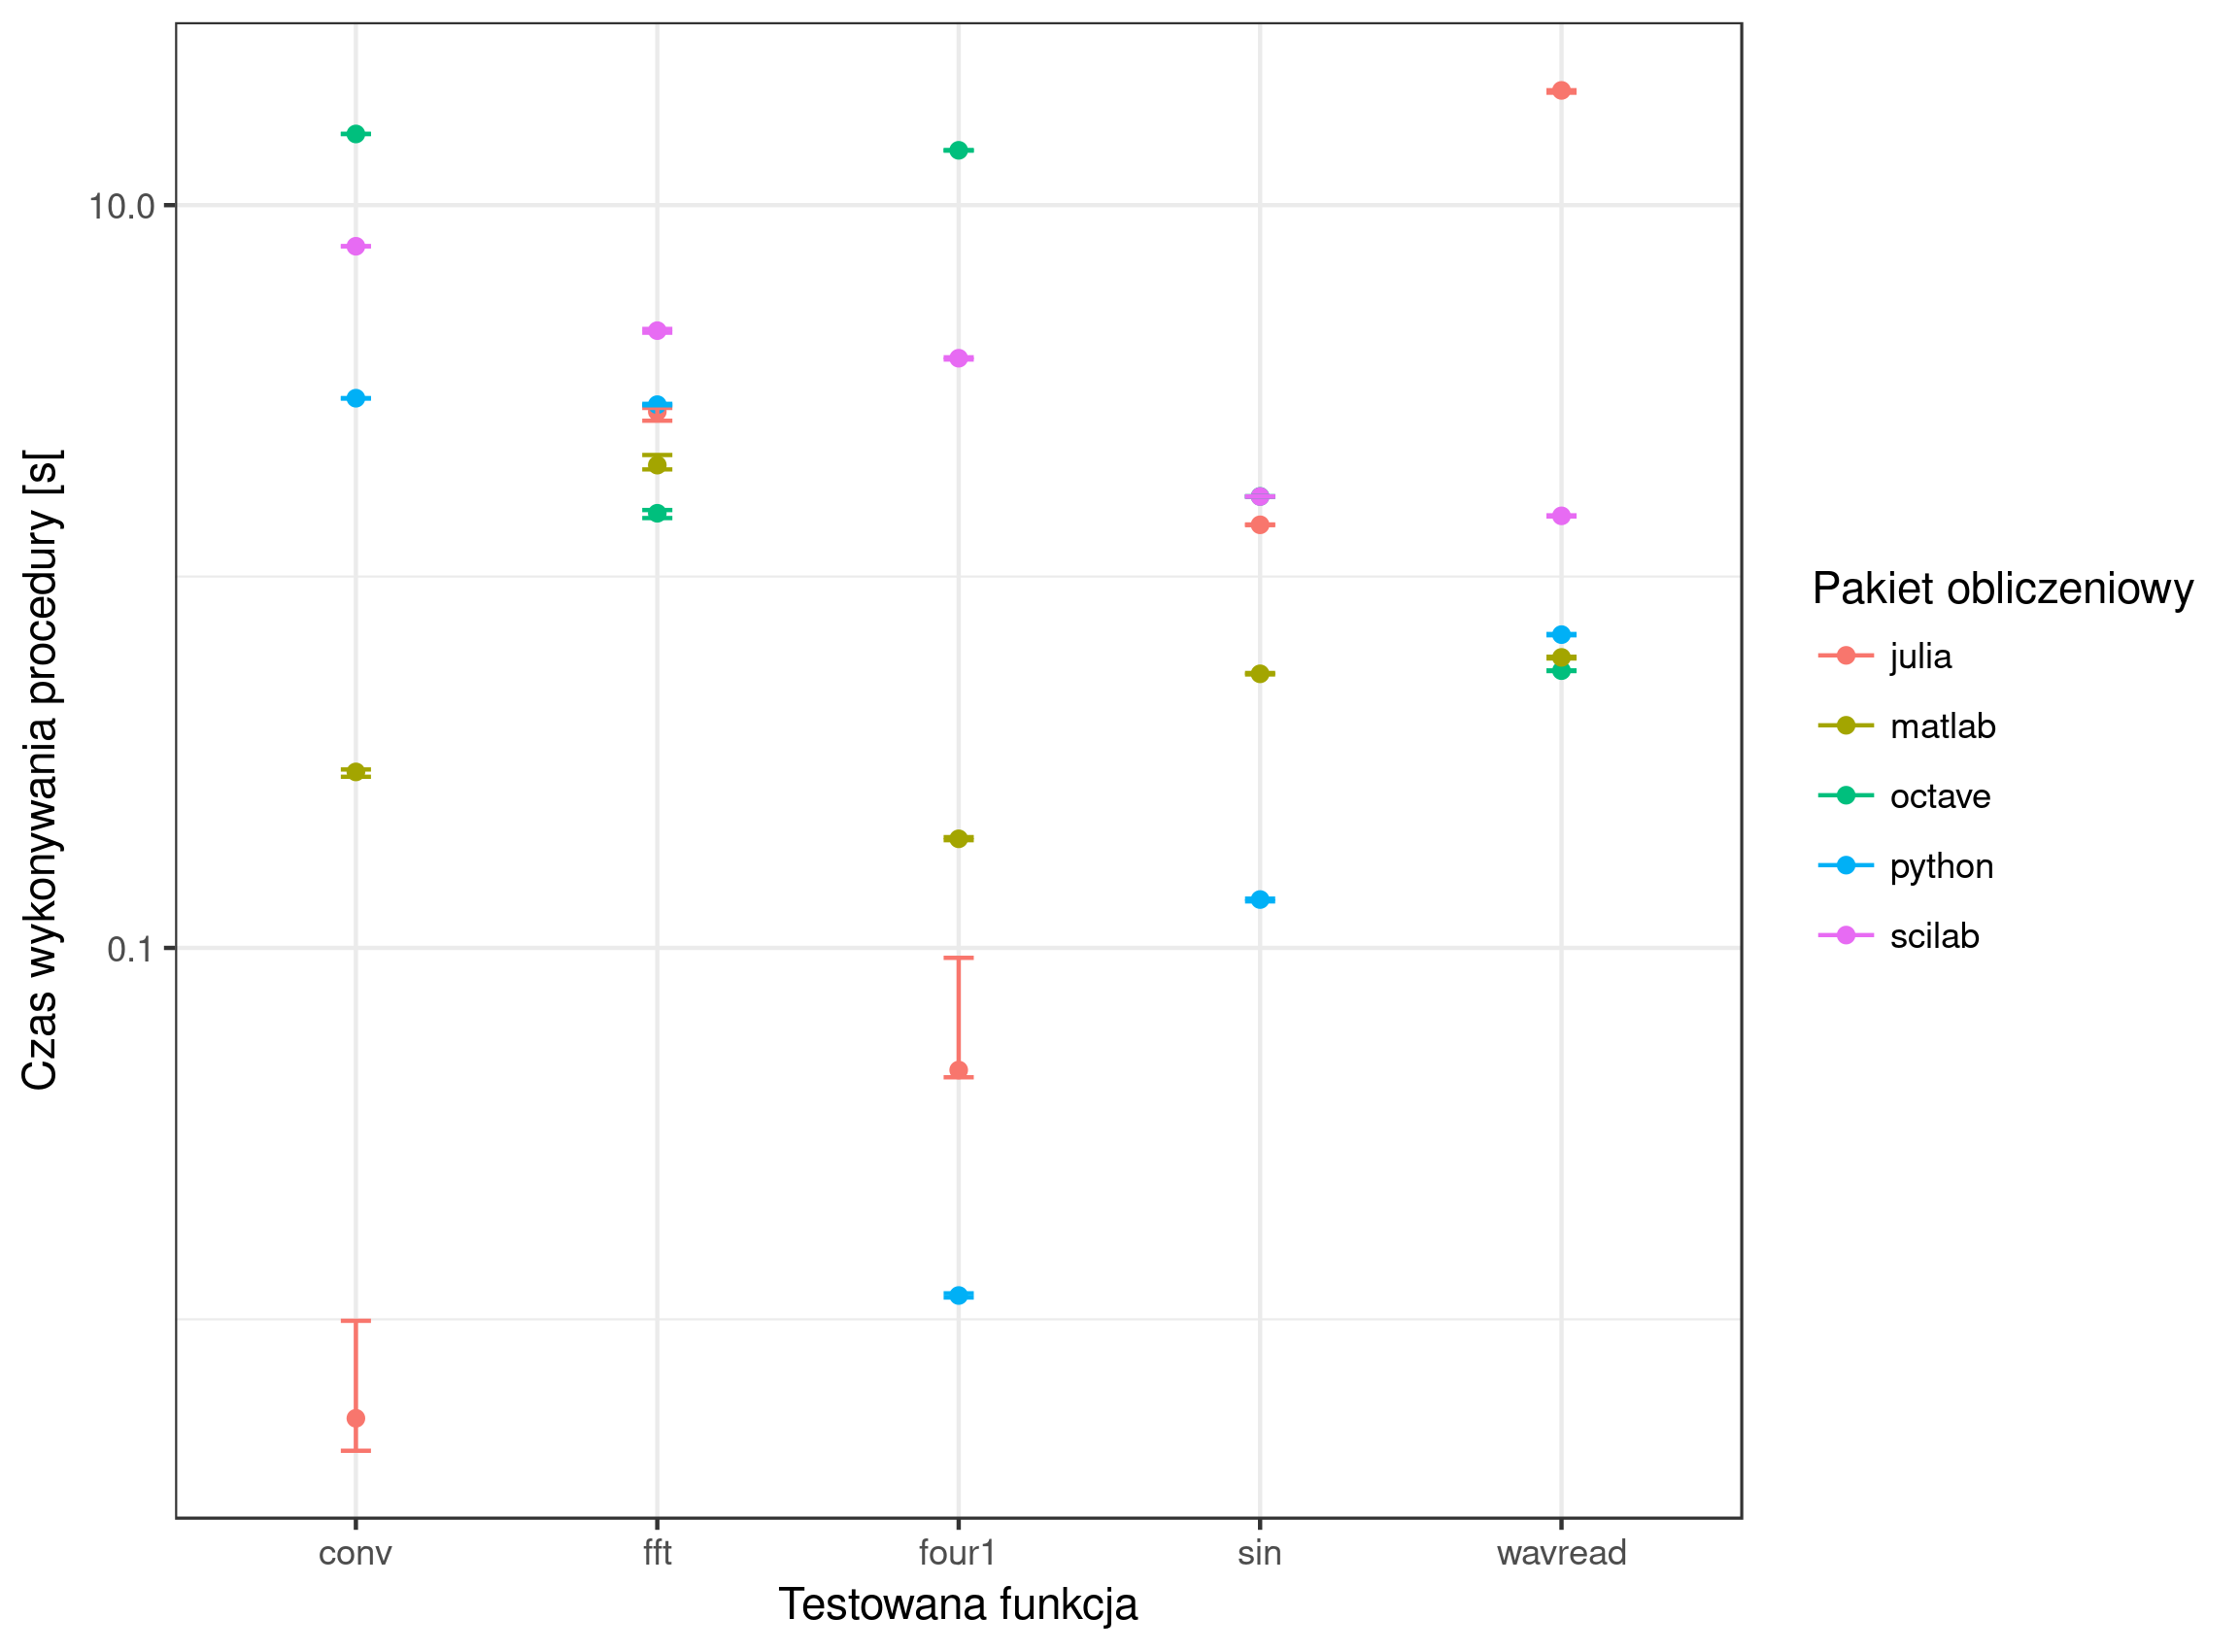 Czas wykonywania procedury [s[
10.0
0.1
conv
fft
four1
sin
wavread
Testowana funkcja
Pakiet obliczeniowy
julia
matlab
octave
python
scilab